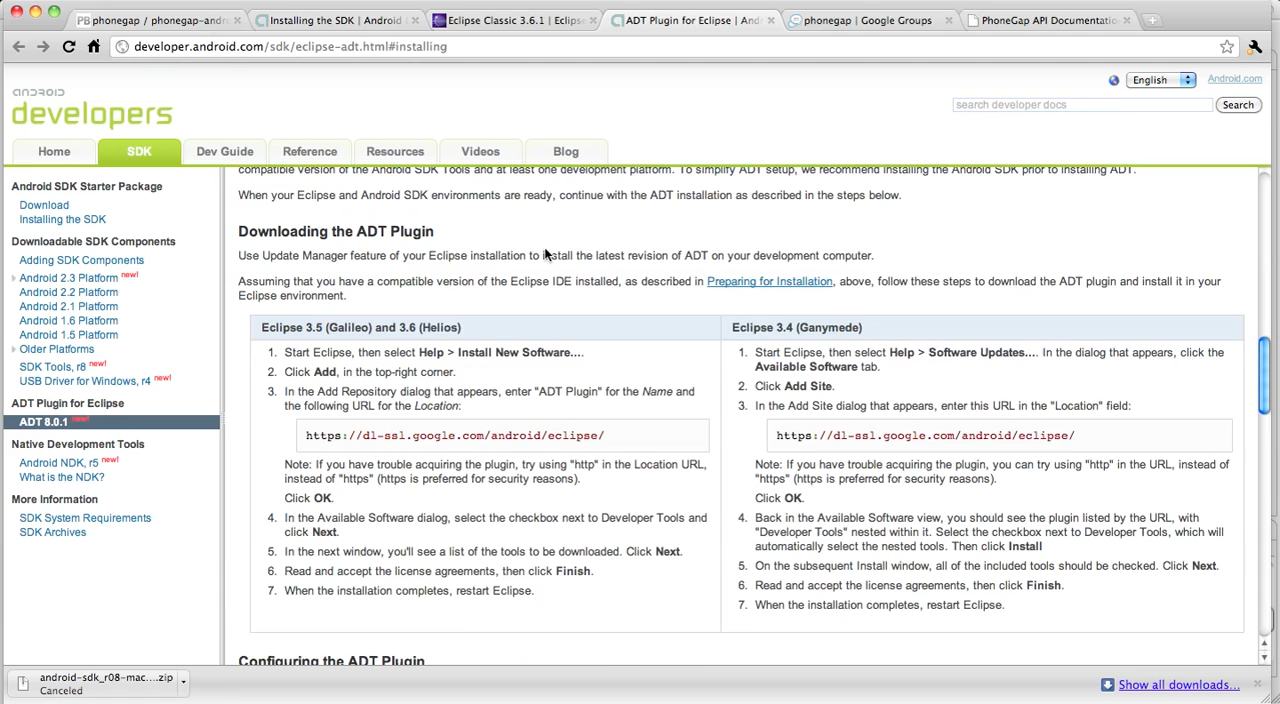 phonegap / phonegap-andr
Installing the SDK | Android
Eclipse Classic 3.6.1 | Eclips
ADT Plugin for Eclipse | And
phonegap | Google Groups
PhoneGap API Documentatio
developer.android.com/sdk/eclipse-adt.html#installing
English
Android.com
android
developers
search developer docs
Search
Home
SDK
Dev Guide
Reference
Resources
Videos
Blog
Android SDK Starter Package
Download
Installing the SDK
Downloadable SDK Components
Adding SDK Components
Android 2.3 Platform new!
Android 2.2 Platform
Android 2.1 Platform
Android 1.6 Platform
Android 1.5 Platform
Older Platforms
SDK Tools, r8 new!
USB Driver for Windows, r4 new!
ADT Plugin for Eclipse
ADT 8.0.1 new!
Native Development Tools
Android NDK, r5 new!
What is the NDK?
More Information
SDK System Requirements
SDK Archives
compatible version of the Android SDK Tools and at least one development platform. To simplify ADT setup, we recommend installing the Android SDK prior to installing ADT.
When your Eclipse and Android SDK environments are ready, continue with the ADT installation as described in the steps below.
Downloading the ADT Plugin
Use Update Manager feature of your Eclipse installation to install the latest revision of ADT on your development computer.
Assuming that you have a compatible version of the Eclipse IDE installed, as described in Preparing for Installation, above, follow these steps to download the ADT plugin and install it in your
Eclipse environment.
Eclipse 3.5 (Galileo) and 3.6 (Helios)
1. Start Eclipse, then select Help > Install New Software....
2. Click Add, in the top-right corner.
3. In the Add Repository dialog that appears, enter "ADT Plugin" for the Name and
the following URL for the Location:
https://dl-ssl.google.com/android/eclipse/
Note: If you have trouble acquiring the plugin, try using "http" in the Location URL,
instead of "https" (https is preferred for security reasons).
Click OK.
4. In the Available Software dialog, select the checkbox next to Developer Tools and
click Next.
5. In the next window, you'll see a list of the tools to be downloaded. Click Next.
6. Read and accept the license agreements, then click Finish.
7. When the installation completes, restart Eclipse.
Eclipse 3.4 (Ganymede)
1. Start Eclipse, then select Help > Software Updates.... In the dialog that appears, click the
Available Software tab.
2. Click Add Site.
3. In the Add Site dialog that appears, enter this URL in the "Location" field:
https://dl-ssl.google.com/android/eclipse/
Note: If you have trouble acquiring the plugin, you can try using "http" in the URL, instead of
"https" (https is preferred for security reasons).
Click OK.
4. Back in the Available Software view, you should see the plugin listed by the URL, with
"Developer Tools" nested within it. Select the checkbox next to Developer Tools, which will
automatically select the nested tools. Then click Install
5. On the subsequent Install window, all of the included tools should be checked. Click Next.
6. Read and accept the license agreements, then click Finish.
7. When the installation completes, restart Eclipse.
Configuring the ADT Plugin
android-sdk_r08-mac....zip
Canceled
Show all downloads...